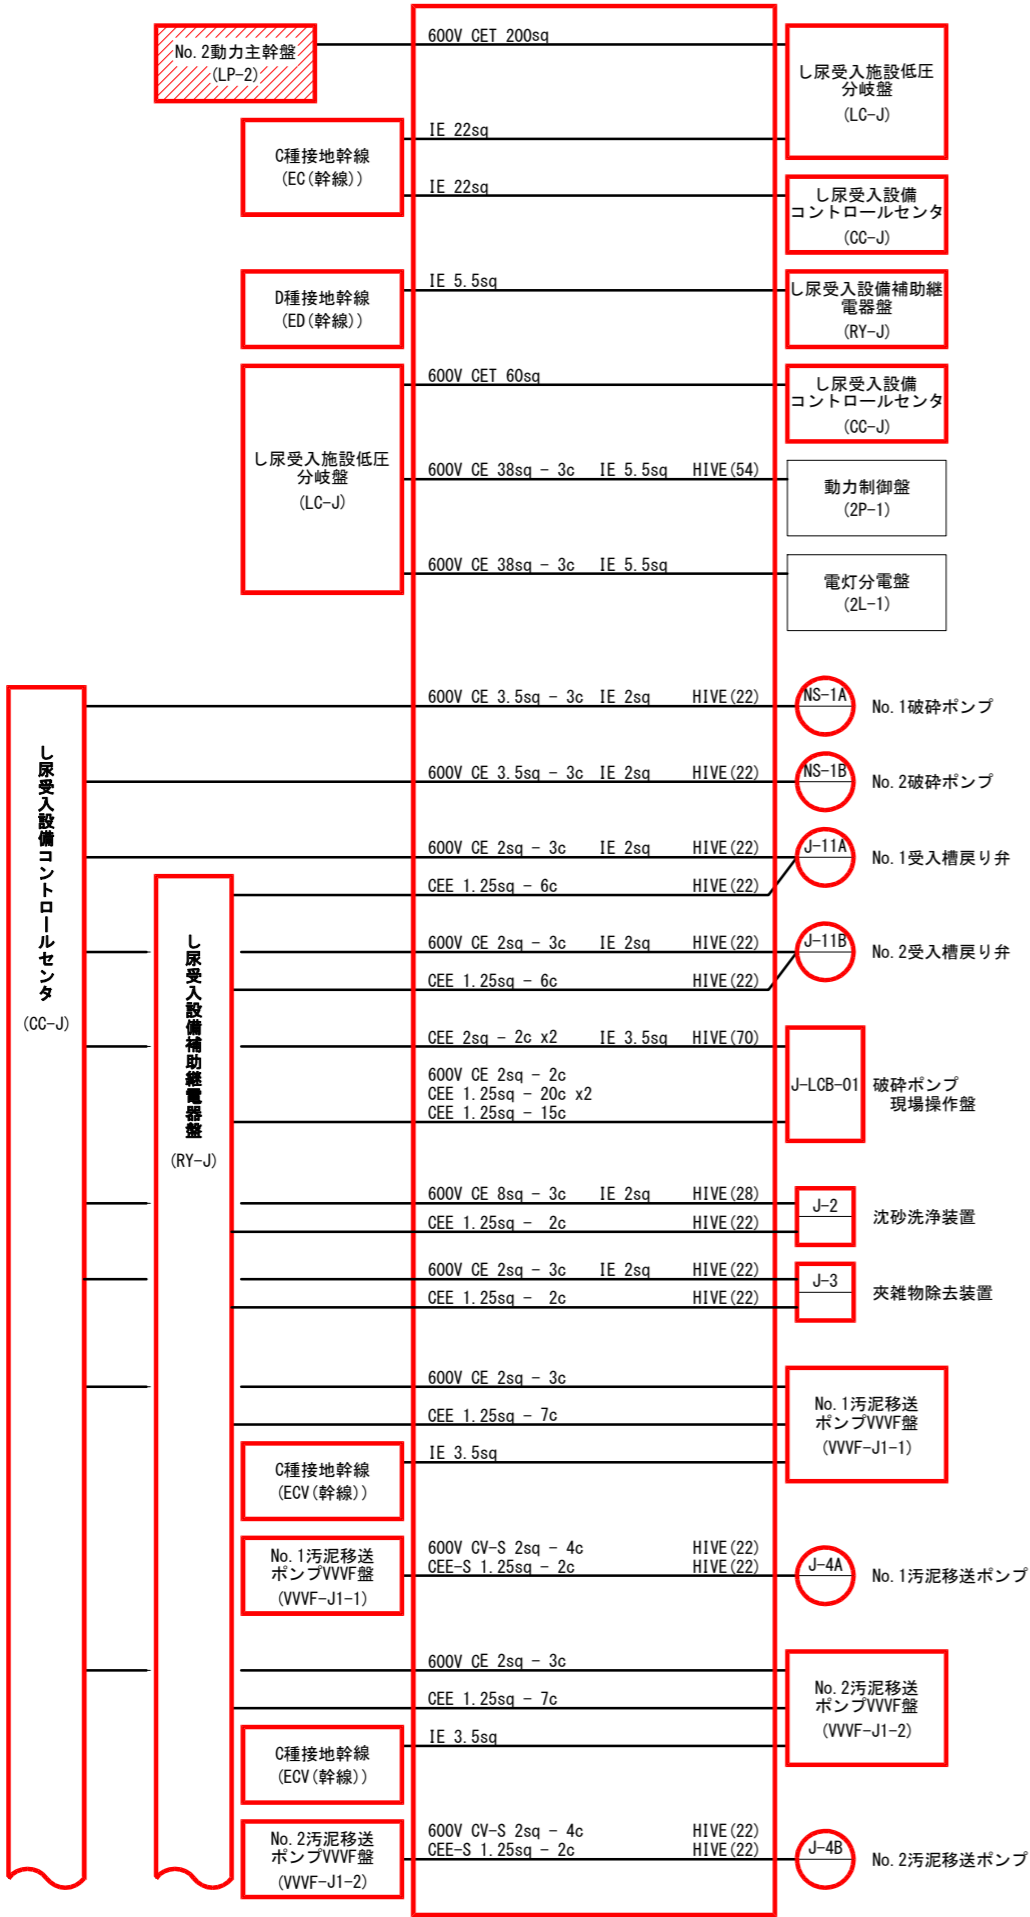 No.2動力主幹盤
(LP-2)
600V CET 200sq
し尿受入施設低圧
分岐盤
(LC-J)
C種接地幹線
(EC(幹線))
IE 22sq
IE 22sq
し尿受入設備
コントロールセンタ
(CC-J)
D種接地幹線
(ED(幹線))
IE 5.5sq
し尿受入設備補助継
電器盤
(RY-J)
し尿受入施設低圧
分岐盤
(LC-J)
600V CET 60sq
し尿受入設備
コントロールセンタ
(CC-J)
600V CE 38sq - 3c IE 5.5sq HIVE(54)
動力制御盤
(2P-1)
600V CE 38sq - 3c IE 5.5sq
電灯分電盤
(2L-1)
し尿受入設備コントロールセンタ
(CC-J)
し尿受入設備補助継電器盤
(RY-J)
600V CE 3.5sq - 3c IE 2sq HIVE(22)
NS-1A
No.1破砕ポンプ
600V CE 3.5sq - 3c IE 2sq HIVE(22)
NS-1B
No.2破砕ポンプ
600V CE 2sq - 3c IE 2sq HIVE(22)
J-11A
No.1受入槽戻り弁
CEE 1.25sq - 6c HIVE(22)
600V CE 2sq - 3c IE 2sq HIVE(22)
J-11B
No.2受入槽戻り弁
CEE 1.25sq - 6c HIVE(22)
CEE 2sq - 2c x2 IE 3.5sq HIVE(70)
600V CE 2sq - 2c
CEE 1.25sq - 20c x2
CEE 1.25sq - 15c
J-LCB-01
破砕ポンプ
現場操作盤
600V CE 8sq - 3c IE 2sq HIVE(28)
CEE 1.25sq - 2c HIVE(22)
J-2
沈砂洗浄装置
600V CE 2sq - 3c IE 2sq HIVE(22)
CEE 1.25sq - 2c HIVE(22)
J-3
夾雑物除去装置
600V CE 2sq - 3c
CEE 1.25sq - 7c
No.1汚泥移送
ポンプVVVF盤
(VVVF-J1-1)
C種接地幹線
(ECV(幹線))
IE 3.5sq
No.1汚泥移送
ポンプVVVF盤
(VVVF-J1-1)
600V CV-S 2sq - 4c HIVE(22)
CEE-S 1.25sq - 2c HIVE(22)
J-4A
No.1汚泥移送ポンプ
600V CE 2sq - 3c
CEE 1.25sq - 7c
No.2汚泥移送
ポンプVVVF盤
(VVVF-J1-2)
C種接地幹線
(ECV(幹線))
IE 3.5sq
No.2汚泥移送
ポンプVVVF盤
(VVVF-J1-2)
600V CV-S 2sq - 4c HIVE(22)
CEE-S 1.25sq - 2c HIVE(22)
J-4B
No.2汚泥移送ポンプ